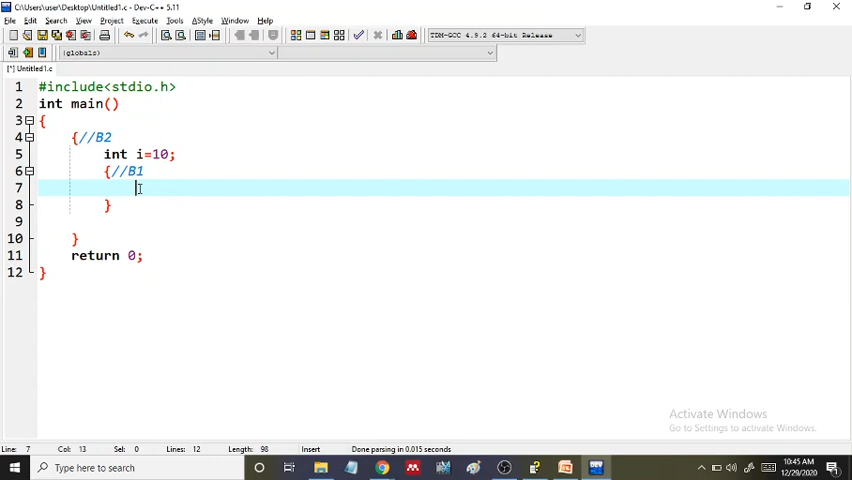 C:\Users\user\Desktop\Untitled1.c - Dev-C++ 5.11
File Edit Search View Project Execute Tools AStyle Window Help
TDM-GCC 4.9.2 64-bit Release
(globals)
[*] Untitled1.c
1 #include<stdio.h>
2 int main()
3 {
4 {//B2
5 int i=10;
6 {//B1
7
8 }
9
10 }
11 return 0;
12 }
Activate Windows
Go to Settings to activate Windows.
Line: 7 Col: 13 Sel: 0 Lines: 12 Length: 98 Insert Done parsing in 0.015 seconds
Type here to search
DEV
10:45 AM
12/29/2020